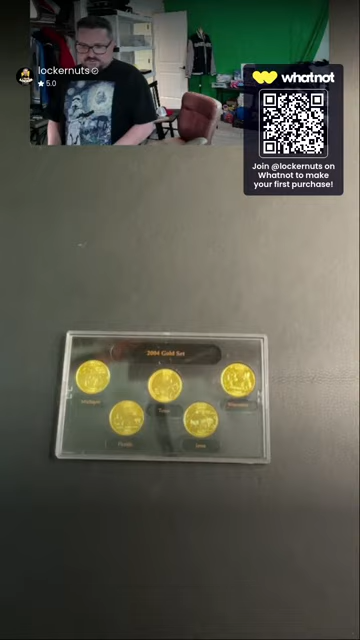 lockernuts
★ 5.0
whatnot
Join @lockernuts on
Whatnot to make
your first purchase!
2004 Gold Set
Michigan
Texas
Wisconsin
Florida
Iowa